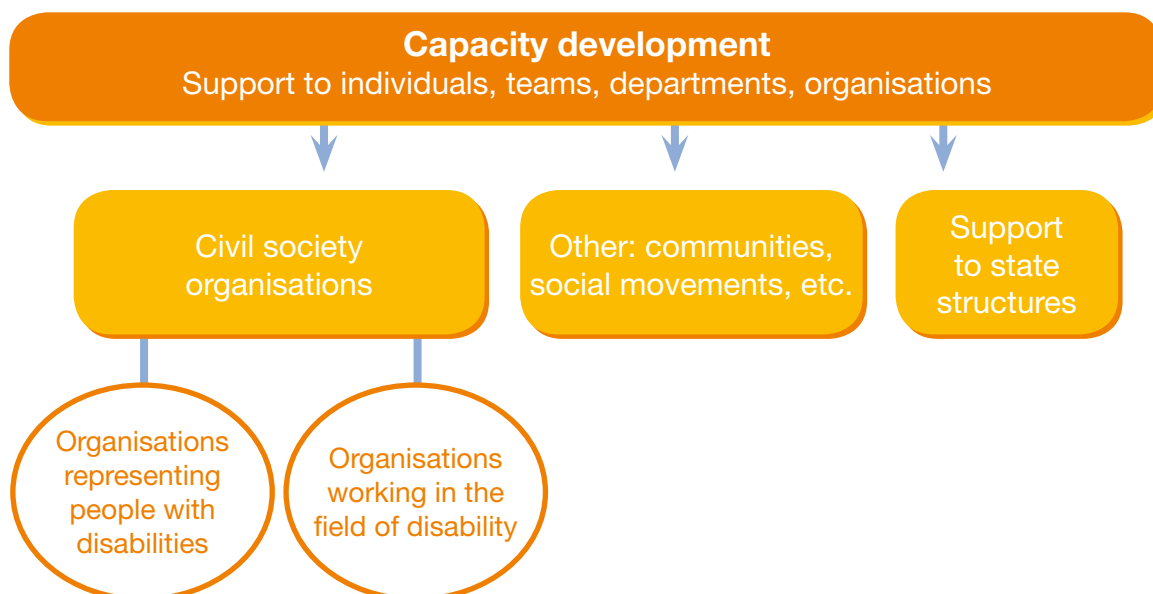 Capacity development
Support to individuals, teams, departments, organisations
Civil society
organisations
Other: communities,
social movements, etc.
Support
to state
structures
Organisations
representing
people with
disabilities
Organisations
working in the
field of disability